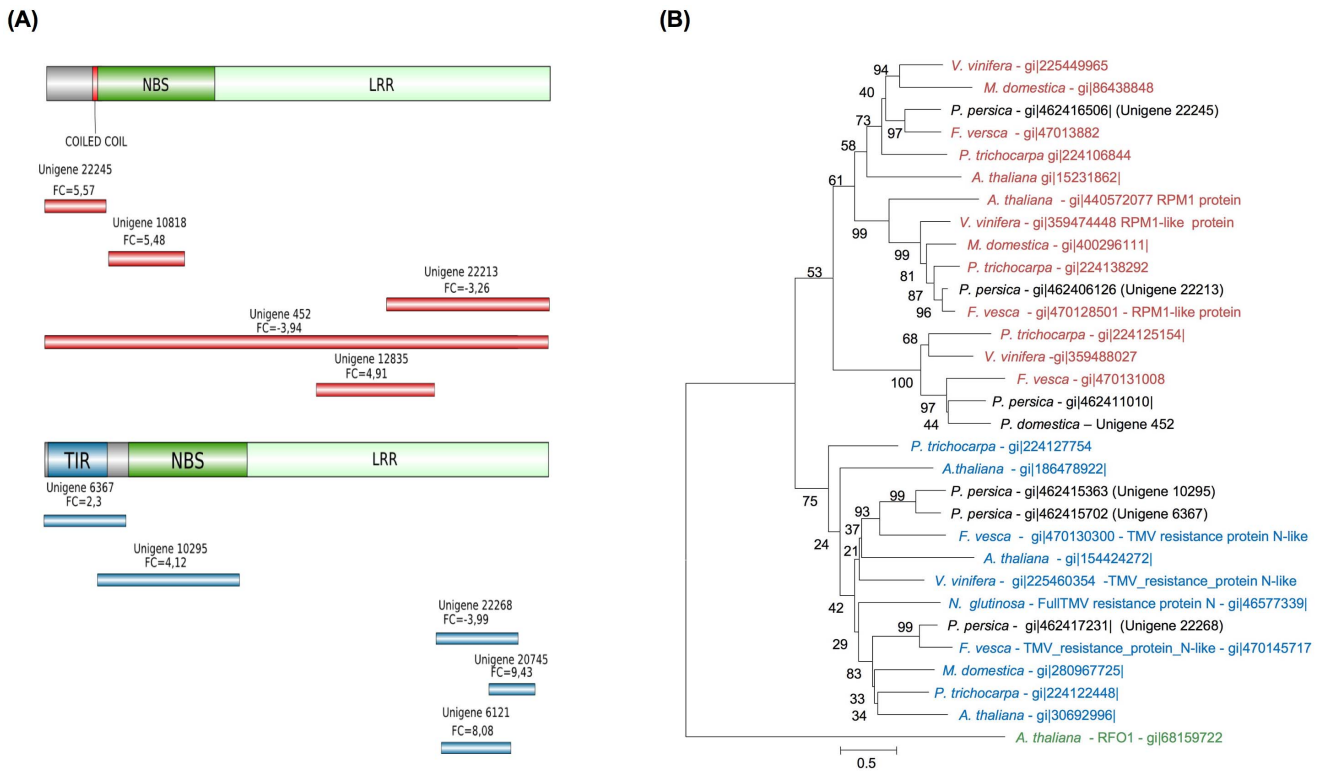 (A)
NBS
LRR
COILED COIL
Unigene 22245
FC=5,57
Unigene 10818
FC=5,48
Unigene 22213
FC=-3,26
Unigene 452
FC=-3,94
Unigene 12835
FC=4,91
TIR
NBS
LRR
Unigene 6367
FC=2,3
Unigene 10295
FC=4,12
Unigene 22268
FC=-3,99
Unigene 20745
FC=9,43
Unigene 6121
FC=8,08
(B)
V. vinifera - gi|225449965
94
M. domestica - gi|86438848
40
P. persica - gi|462416506| (Unigene 22245)
73
97
F. versca - gi|47013882
58
P. trichocarpa gi|224106844
A. thaliana gi|15231862|
61
A. thaliana - gi|440572077 RPM1 protein
V. vinifera - gi|359474448 RPM1-like protein
99
M. domestica - gi|400296111|
99
P. trichocarpa - gi|224138292
53
81
P. persica - gi|462406126 (Unigene 22213)
87
F. vesca - gi|470128501 - RPM1-like protein
96
P. trichocarpa - gi|224125154|
68
V. vinifera -gi|359488027
F. vesca - gi|470131008
100
P. persica - gi|462411010|
97
P. domestica – Unigene 452
44
P. trichocarpa - gi|224127754
A.thaliana - gi|186478922|
P. persica - gi|462415363 (Unigene 10295)
99
75
P. persica - gi|462415702 (Unigene 6367)
93
F. vesca - gi|470130300 - TMV resistance protein N-like
37
24
21
A. thaliana - gi|154424272|
V. vinifera - gi|225460354 -TMV_resistance_protein N-like
N. glutinosa - FullTMV resistance protein N - gi|46577339|
42
P. persica - gi|462417231| (Unigene 22268)
99
29
F. vesca - TMV_resistance_protein_N-like - gi|470145717
M. domestica - gi|280967725|
83
P. trichocarpa - gi|224122448|
33
A. thaliana - gi|30692996|
34
A. thaliana - RFO1 - gi|68159722
0.5